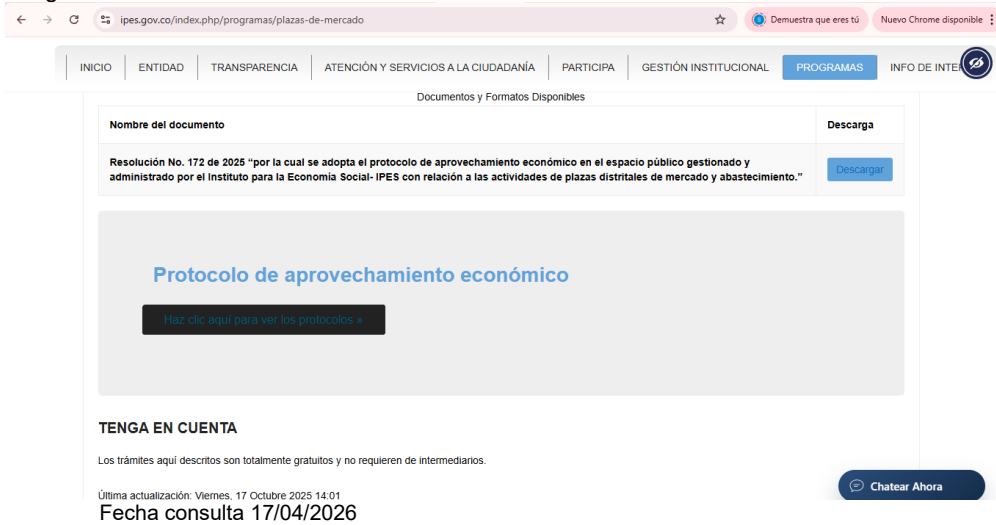 ipes.gov.co/index.php/programas/plazas-de-mercado
Demuestra que eres tú
Nuevo Chrome disponible
INICIO
ENTIDAD
TRANSPARENCIA
ATENCIÓN Y SERVICIOS A LA CIUDADANÍA
PARTICIPA
GESTIÓN INSTITUCIONAL
PROGRAMAS
INFO DE INTE
Documentos y Formatos Disponibles
Nombre del documento
Descarga
Resolución No. 172 de 2025 “por la cual se adopta el protocolo de aprovechamiento económico en el espacio público gestionado y
administrado por el Instituto para la Economía Social- IPES con relación a las actividades de plazas distritales de mercado y abastecimiento.”
Descargar
Protocolo de aprovechamiento económico
Haz clic aquí para ver los protocolos »
TENGA EN CUENTA
Los trámites aquí descritos son totalmente gratuitos y no requieren de intermediarios.
Última actualización: Viernes, 17 Octubre 2025 14:01
Chatear Ahora
Fecha consulta 17/04/2026